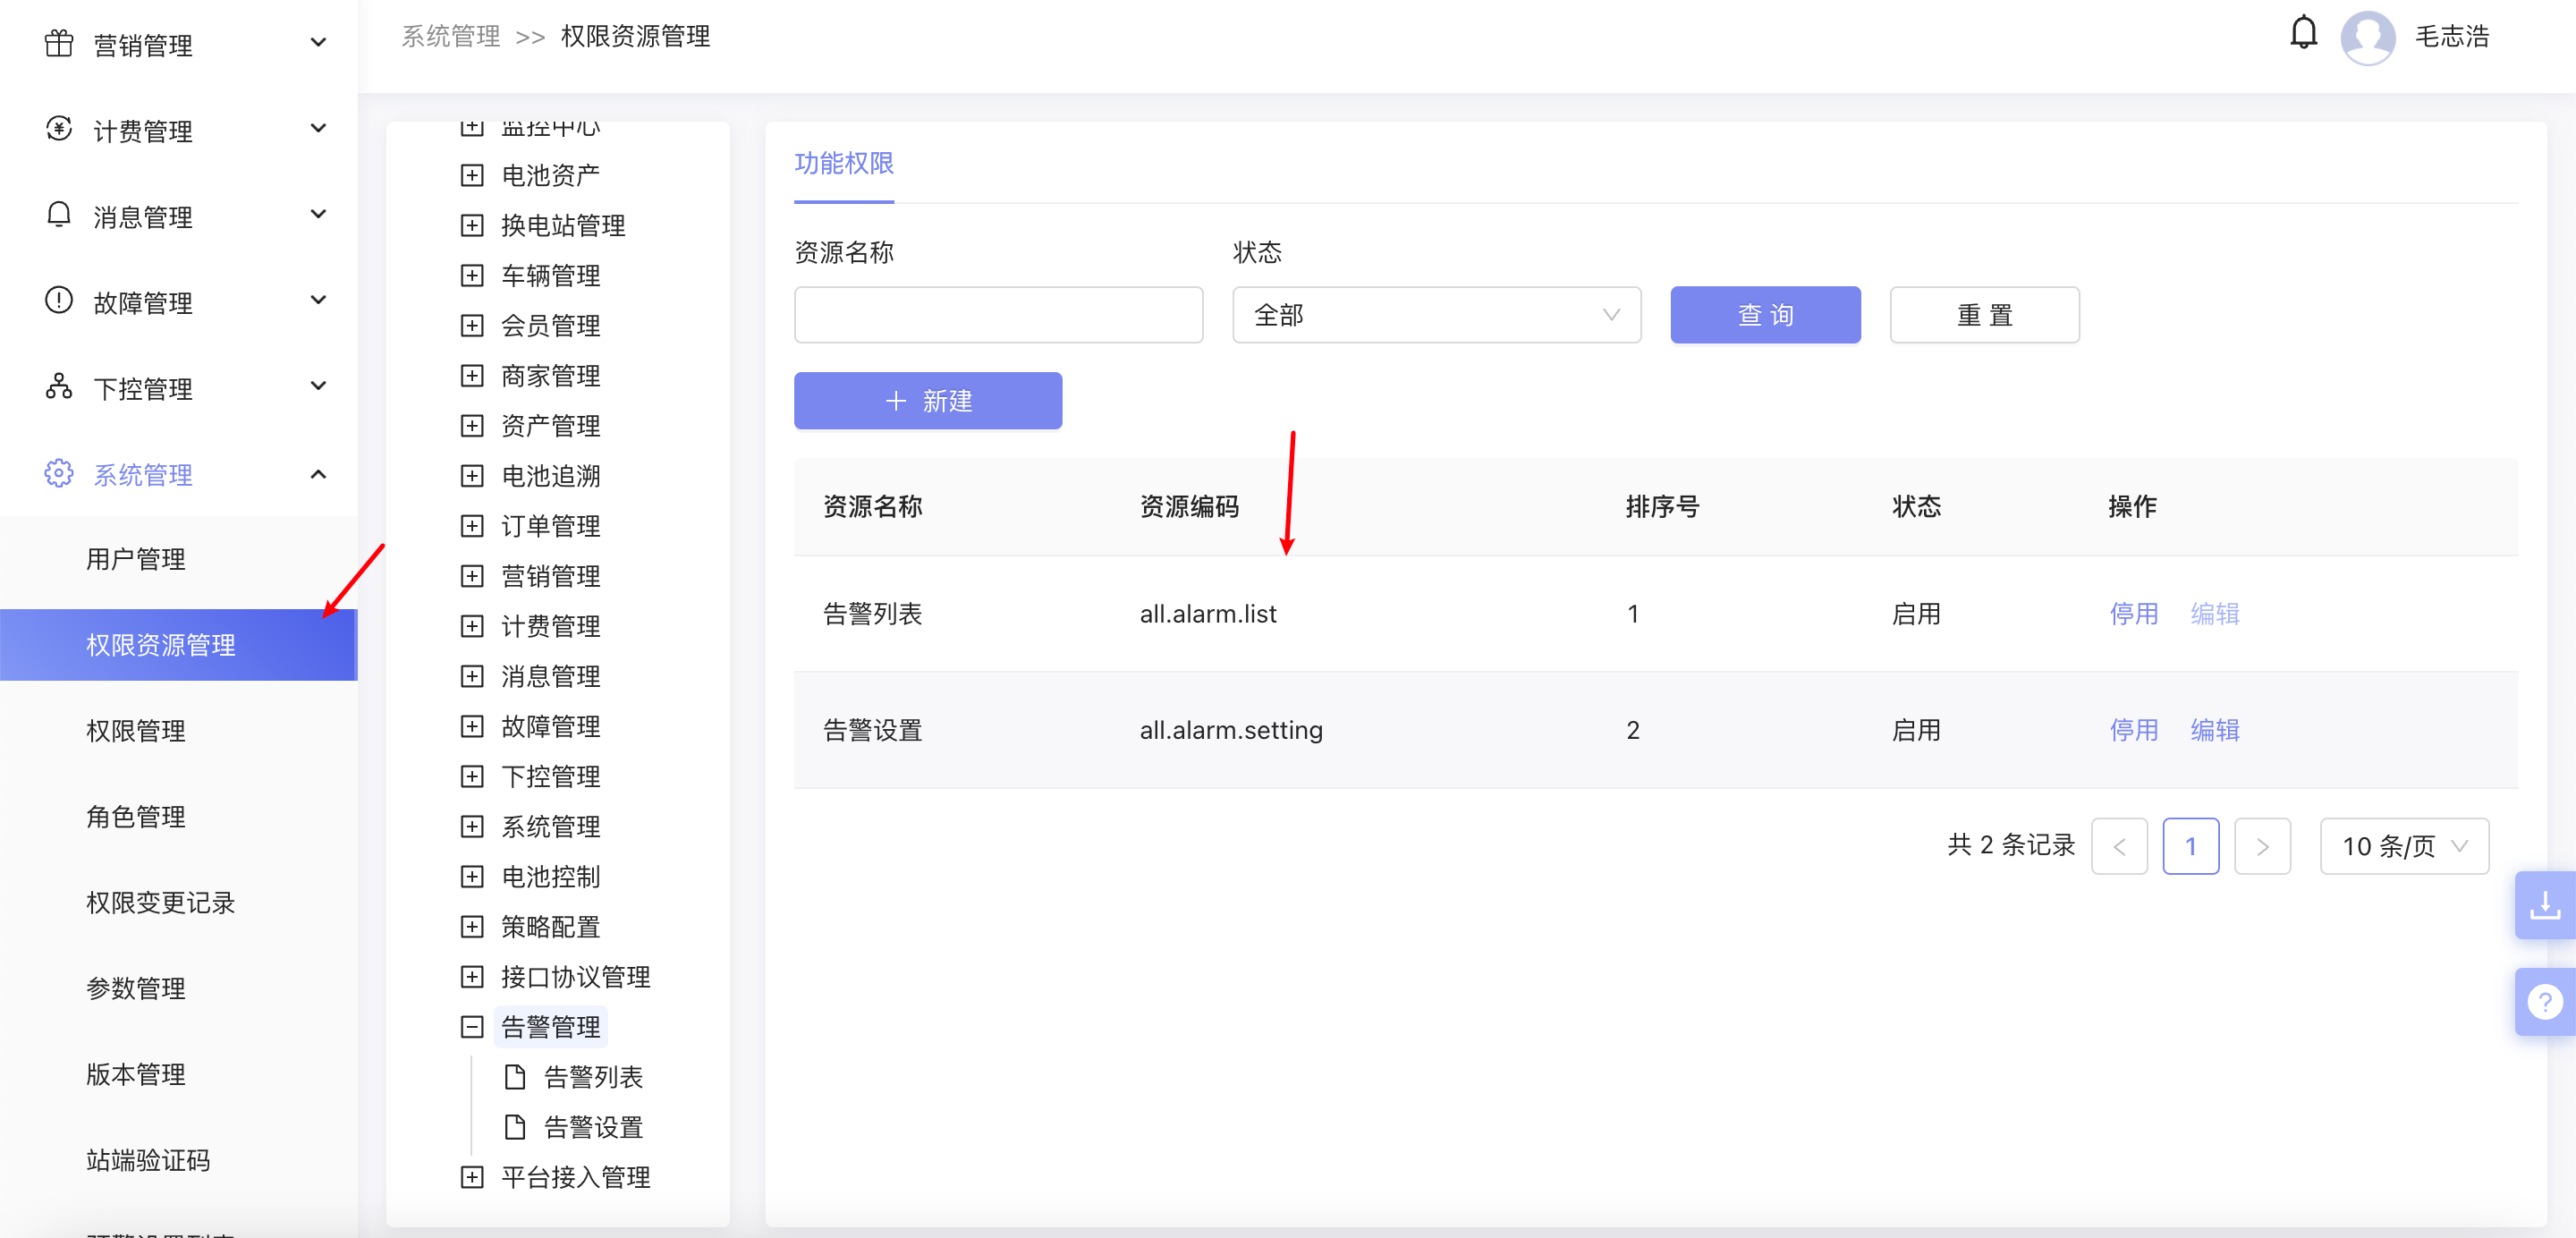 营销管理
计费管理
消息管理
故障管理
下控管理
系统管理
用户管理
权限资源管理
权限管理
角色管理
权限变更记录
参数管理
版本管理
站端验证码
系统管理 >> 权限资源管理
毛志浩
监控中心
电池资产
换电站管理
车辆管理
会员管理
商家管理
资产管理
电池追溯
订单管理
营销管理
计费管理
消息管理
故障管理
下控管理
系统管理
电池控制
策略配置
接口协议管理
告警管理
告警列表
告警设置
平台接入管理
功能权限
资源名称 状态
全部 查 询 重 置
新建
资源名称 资源编码 排序号 状态 操作
告警列表 all.alarm.list 1 启用 停用 编辑
告警设置 all.alarm.setting 2 启用 停用 编辑
共 2 条记录 < 1 > 10 条/页